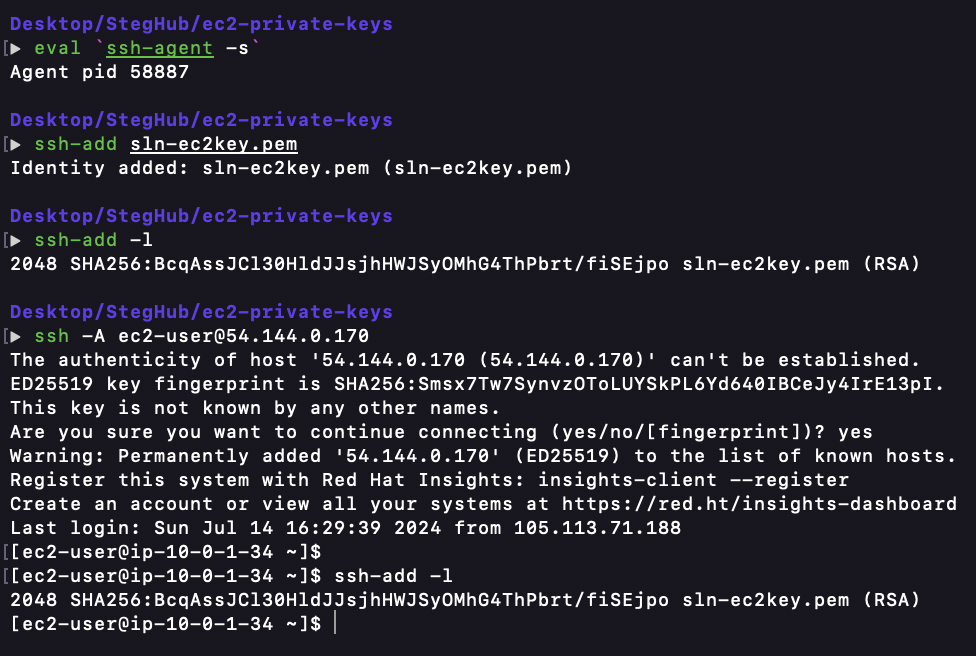 Desktop/StegHub/ec2-private-keys
[▶ eval `ssh-agent -s`
Agent pid 58887
Desktop/StegHub/ec2-private-keys
[▶ ssh-add sln-ec2key.pem
Identity added: sln-ec2key.pem (sln-ec2key.pem)
Desktop/StegHub/ec2-private-keys
[▶ ssh-add -l
2048 SHA256:BcqAssJCl30HldJJsjhHWJSyOMhG4ThPbrt/fiSEjpo sln-ec2key.pem (RSA)
Desktop/StegHub/ec2-private-keys
[▶ ssh -A ec2-user@54.144.0.170
The authenticity of host '54.144.0.170 (54.144.0.170)' can't be established.
ED25519 key fingerprint is SHA256:Smsx7Tw7SynvzOToLUYSkPL6Yd640IBCeJy4IrE13pI.
This key is not known by any other names.
Are you sure you want to continue connecting (yes/no/[fingerprint])? yes
Warning: Permanently added '54.144.0.170' (ED25519) to the list of known hosts.
Register this system with Red Hat Insights: insights-client --register
Create an account or view all your systems at https://red.ht/insights-dashboard
Last login: Sun Jul 14 16:29:39 2024 from 105.113.71.188
[[ec2-user@ip-10-0-1-34 ~]$
[[ec2-user@ip-10-0-1-34 ~]$ ssh-add -l
2048 SHA256:BcqAssJCl30HldJJsjhHWJSyOMhG4ThPbrt/fiSEjpo sln-ec2key.pem (RSA)
[ec2-user@ip-10-0-1-34 ~]$